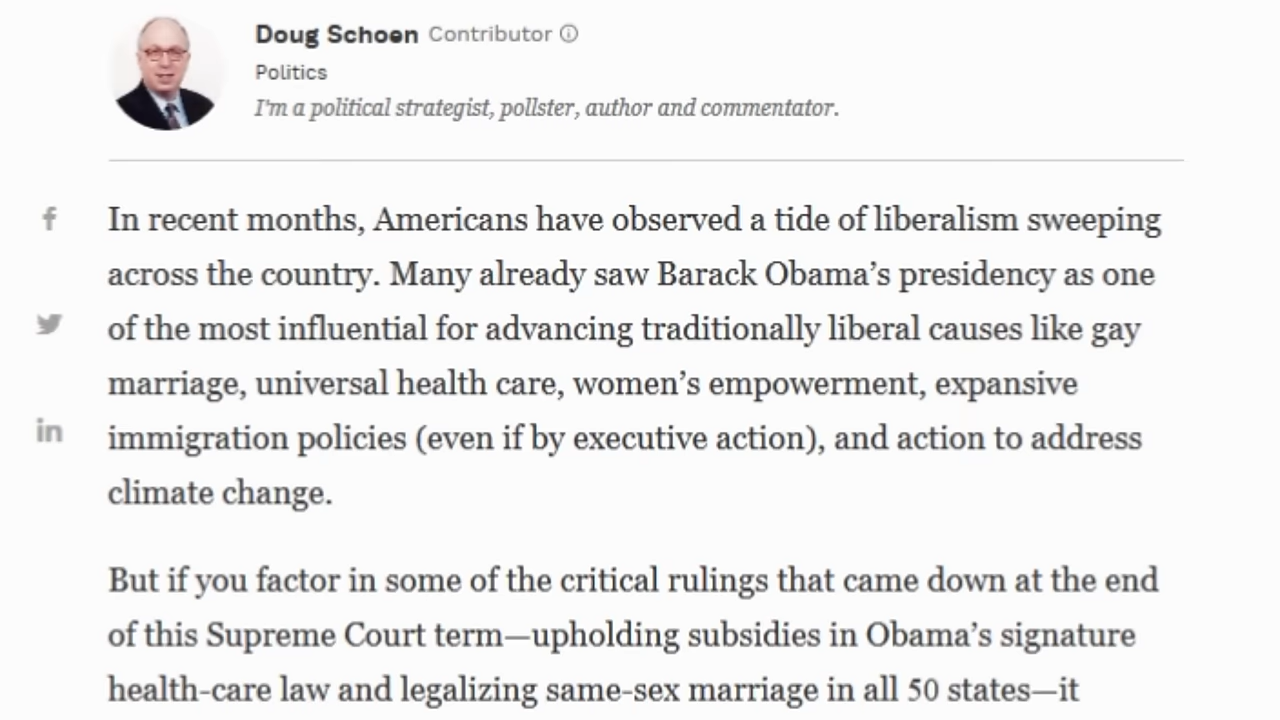 Doug Schoen Contributor
Politics
I'm a political strategist, pollster, author and commentator.
In recent months, Americans have observed a tide of liberalism sweeping
across the country. Many already saw Barack Obama’s presidency as one
of the most influential for advancing traditionally liberal causes like gay
marriage, universal health care, women’s empowerment, expansive
immigration policies (even if by executive action), and action to address
climate change.
But if you factor in some of the critical rulings that came down at the end
of this Supreme Court term—upholding subsidies in Obama’s signature
health-care law and legalizing same-sex marriage in all 50 states—it